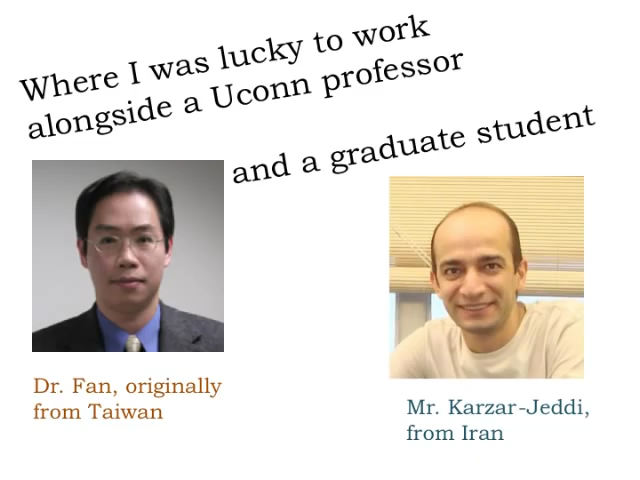 Where I was lucky to work
alongside a Uconn professor
and a graduate student
Dr. Fan, originally
from Taiwan
Mr. Karzar-Jeddi,
from Iran